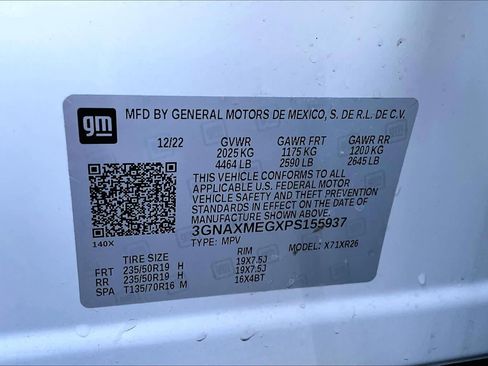 gm
MFD BY GENERAL MOTORS DE MEXICO, S. DE R.L. DE C.V.
12/22 GVWR GAWR FRT GAWR RR
2025 KG 1175 KG 1200 KG
4464 LB 2590 LB 2645 LB
THIS VEHICLE CONFORMS TO ALL
APPLICABLE U.S. FEDERAL MOTOR
VEHICLE SAFETY AND THEFT PREVENTION
STANDARDS IN EFFECT ON THE DATE OF
MANUFACTURE SHOWN ABOVE.
3GNAXMEGXPS155937
140X TYPE: MPV MODEL: X71XR26
TIRE SIZE RIM
FRT 235/50R19 H 19X7.5J
RR 235/50R19 H 19X7.5J
SPA T135/70R16 M 16X4BT